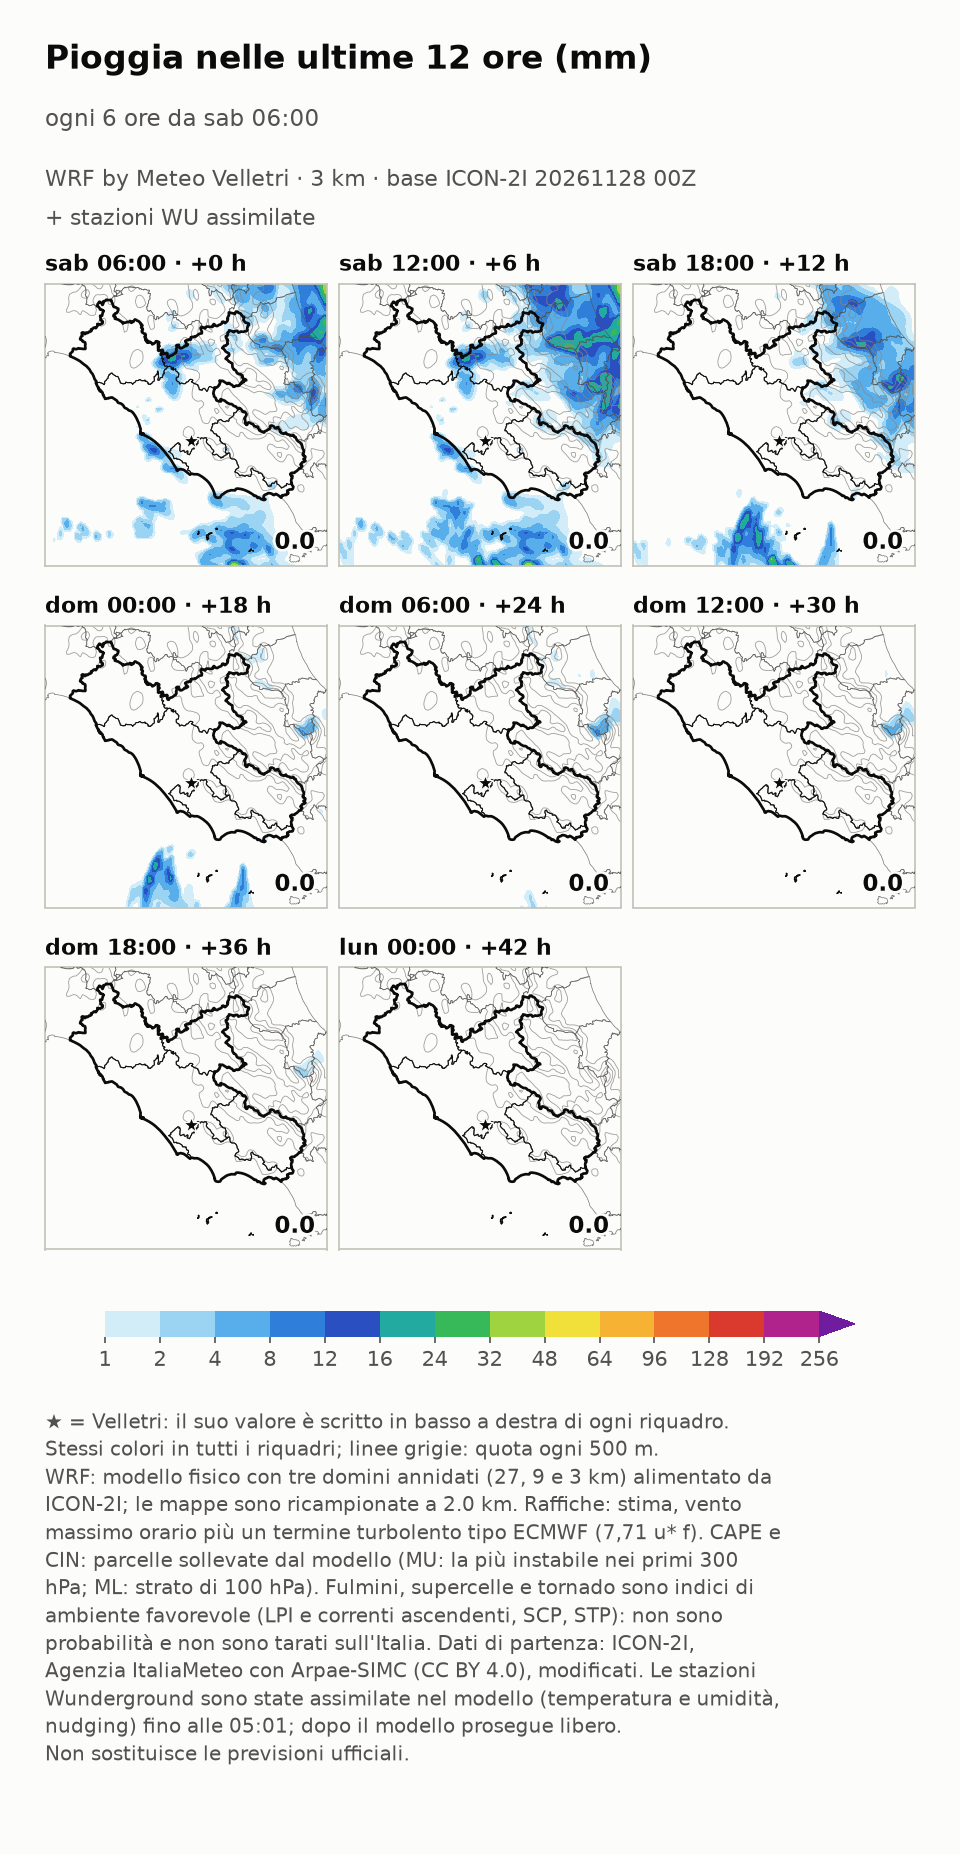 Pioggia nelle ultime 12 ore (mm)
ogni 6 ore da sab 06:00
WRF by Meteo Velletri · 3 km · base ICON-2I 20261128 00Z
+ stazioni WU assimilate
sab 06:00 · +0 h
sab 12:00 · +6 h
sab 18:00 · +12 h
0.0
0.0
0.0
dom 00:00 · +18 h
dom 06:00 · +24 h
dom 12:00 · +30 h
0.0
0.0
0.0
dom 18:00 · +36 h
lun 00:00 · +42 h
0.0
0.0
1 2 4 8 12 16 24 32 48 64 96 128 192 256
★ = Velletri: il suo valore è scritto in basso a destra di ogni riquadro.
Stessi colori in tutti i riquadri; linee grigie: quota ogni 500 m.
WRF: modello fisico con tre domini annidati (27, 9 e 3 km) alimentato da
ICON-2I; le mappe sono ricampionate a 2.0 km. Raffiche: stima, vento
massimo orario più un termine turbolento tipo ECMWF (7,71 u* f). CAPE e
CIN: parcelle sollevate dal modello (MU: la più instabile nei primi 300
hPa; ML: strato di 100 hPa). Fulmini, supercelle e tornado sono indici di
ambiente favorevole (LPI e correnti ascendenti, SCP, STP): non sono
probabilità e non sono tarati sull'Italia. Dati di partenza: ICON-2I,
Agenzia ItaliaMeteo con Arpae-SIMC (CC BY 4.0), modificati. Le stazioni
Wunderground sono state assimilate nel modello (temperatura e umidità,
nudging) fino alle 05:01; dopo il modello prosegue libero.
Non sostituisce le previsioni ufficiali.